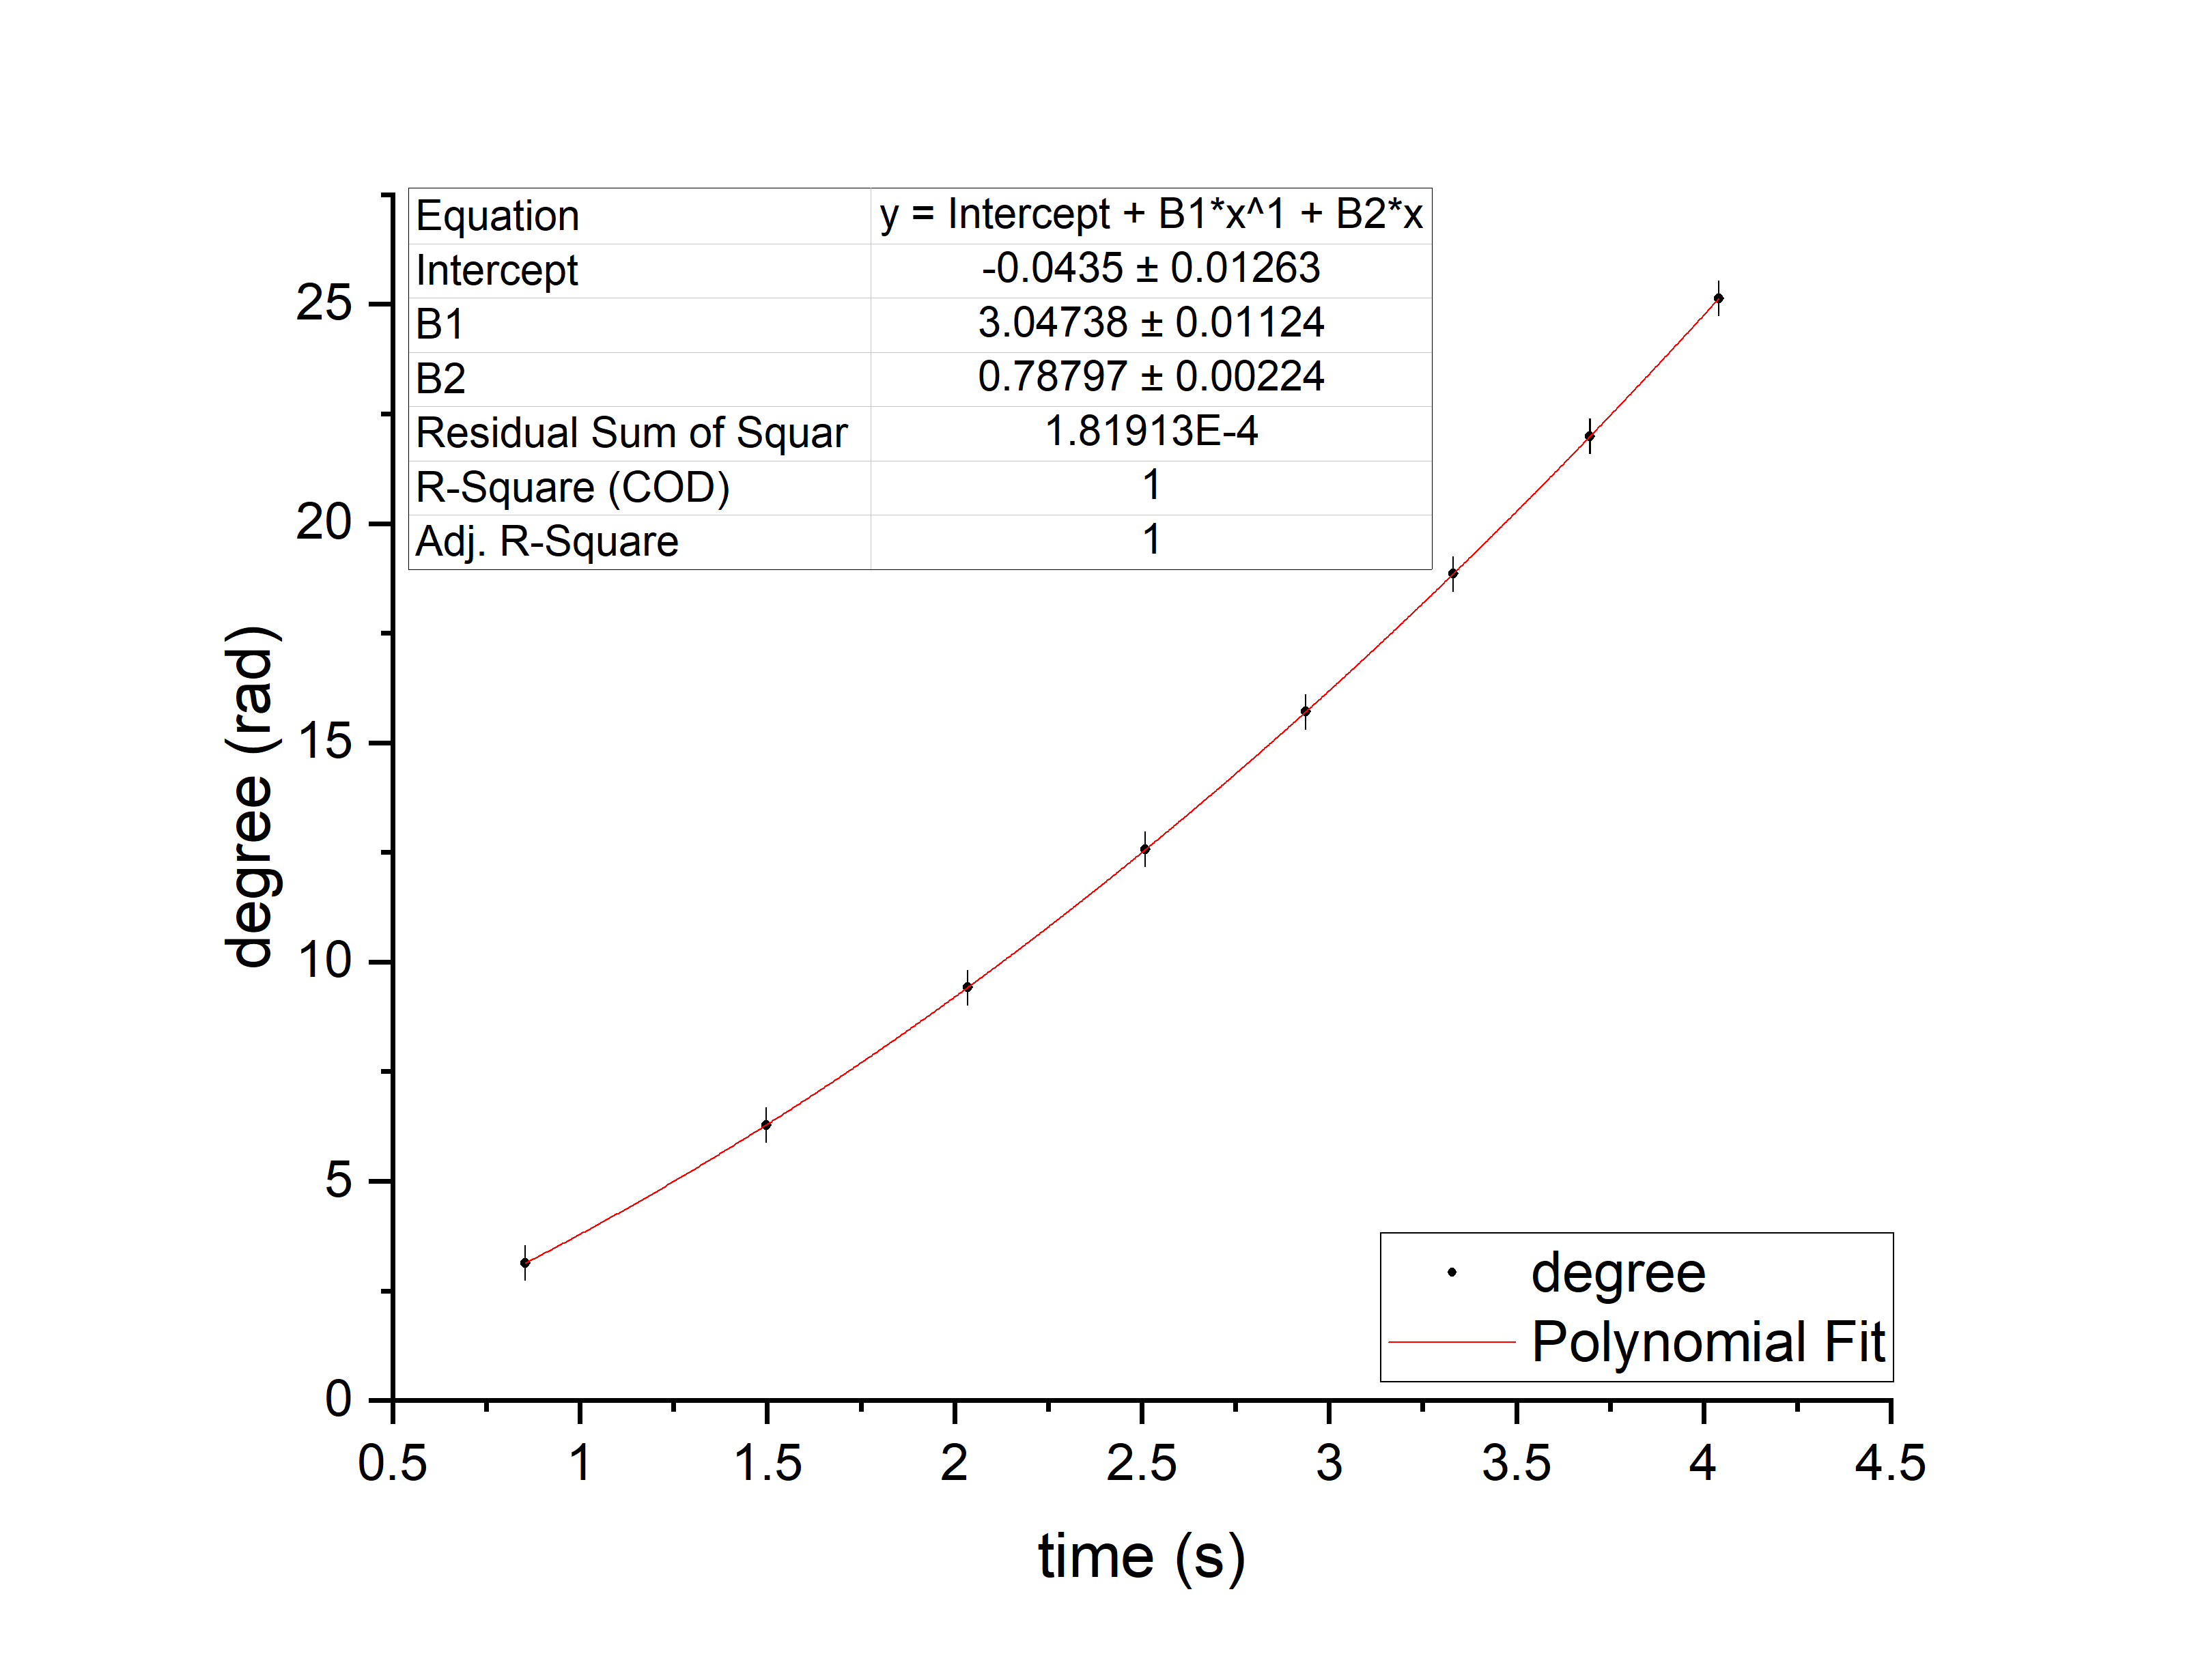 Equation y = Intercept + B1*x^1 + B2*x
Intercept -0.0435 ± 0.01263
B1 3.04738 ± 0.01124
B2 0.78797 ± 0.00224
Residual Sum of Squar 1.81913E-4
R-Square (COD) 1
Adj. R-Square 1
25
20
15
10
5
0
degree (rad)
degree
Polynomial Fit
0.5 1 1.5 2 2.5 3 3.5 4 4.5
time (s)